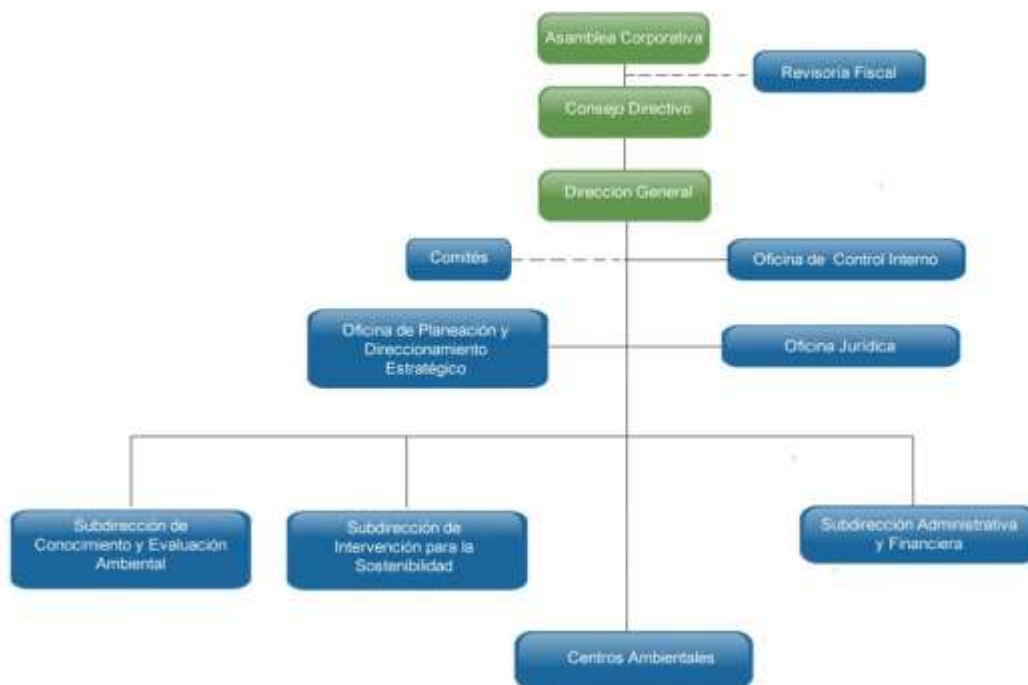 Asamblea Corporativa
Revisoría Fiscal
Consejo Directivo
Dirección General
Comités
Oficina de Control Interno
Oficina de Planeación y
Direccionamiento
Estratégico
Oficina Jurídica
Subdirección de
Conocimiento y Evaluación
Ambiental
Subdirección de
Intervención para la
Sostenibilidad
Subdirección Administrativa
y Financiera
Centros Ambientales